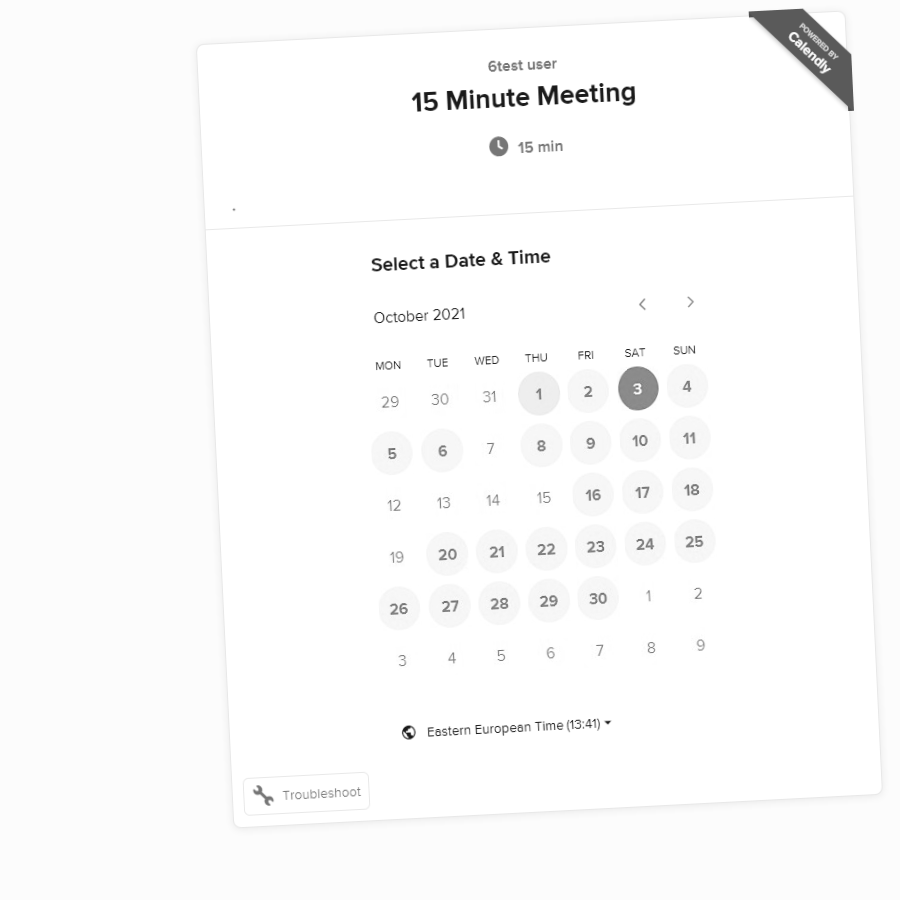 POWERED BY
Calendly
6test user
15 Minute Meeting
15 min
.
Select a Date & Time
October 2021
MON TUE WED THU FRI SAT SUN
29 30 31 1 2 3 4
5 6 7 8 9 10 11
12 13 14 15 16 17 18
19 20 21 22 23 24 25
26 27 28 29 30 1 2
3 4 5 6 7 8 9
Eastern European Time (13:41)
Troubleshoot